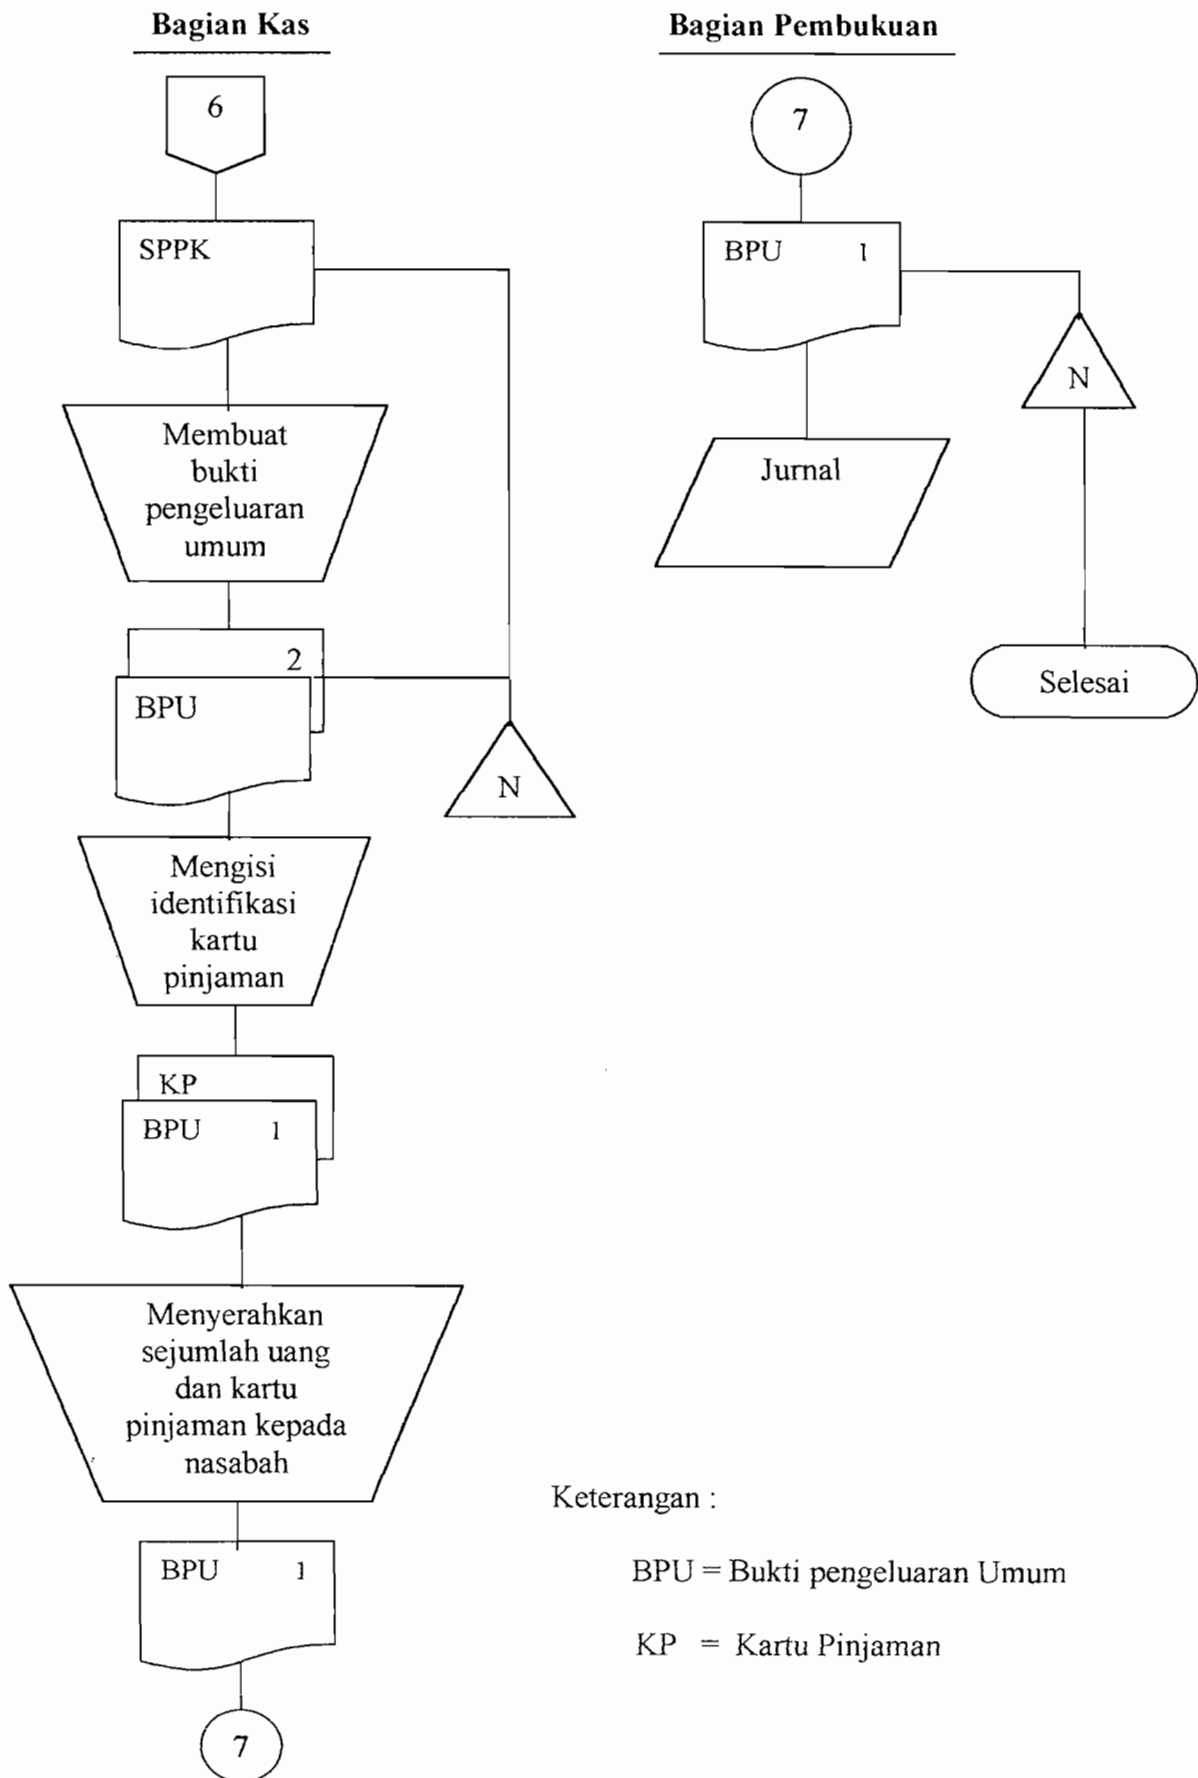 Bagian Kas
6
SPPK
Membuat
bukti
pengeluaran
umum
2
BPU
N
Mengisi
identifikasi
kartu
pinjaman
KP
BPU 1
Menyerahkan
sejumlah uang
dan kartu
pinjaman kepada
nasabah
BPU 1
7
Bagian Pembukuan
7
BPU 1
N
Jurnal
Selesai
Keterangan :
BPU = Bukti pengeluaran Umum
KP = Kartu Pinjaman